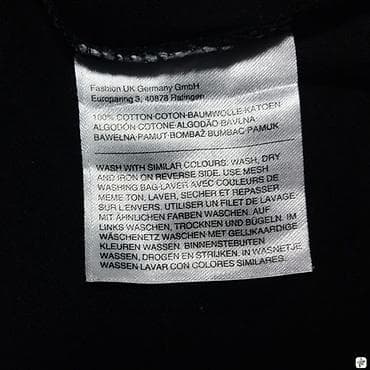 Fashion UK Germany GmbH
Europaring 3, 40878 Ratingen
100% COTTON-COTON-BAUMWOLLE-KATOEN
ALGODÓN-COTONE-ALGODÃO-BAVLNA
BAWEŁNA-PAMUT-BOMBAŽ-BUMBAC-PAMUK
WASH WITH SIMILAR COLOURS. WASH, DRY
AND IRON ON REVERSE SIDE. USE MESH
WASHING BAG-LAVER AVEC COULEURS DE
MEME TON, LAVER, SECHER ET REPASSER
SUR L'ENVERS. UTILISER UN FILET DE LAVAGE.
MIT ÄHNLICHEN FARBEN WASCHEN. AUF
LINKS WASCHEN, TROCKNEN UND BÜGELN. IM
WÄSCHENETZ WASCHEN-MET GELIJKAARDIGE
KLEUREN WASSEN. BINNENSTEBUITEN
WASSEN, DROGEN EN STRIJKEN. IN WASNETJE
WASSEN-LAVAR CON COLORES SIMILARES.